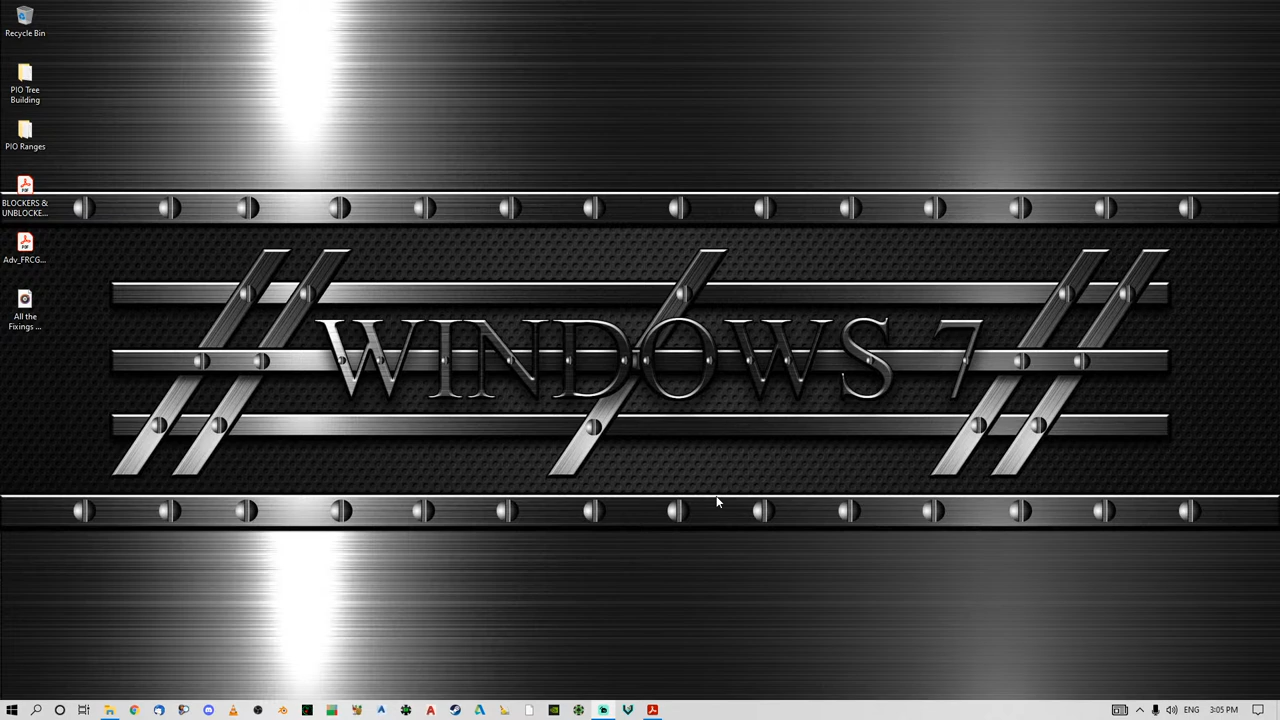 Recycle Bin
PIO Tree
Building
PIO Ranges
BLOCKERS &
UNBLOCKE...
Adv_FRCG...
All the
Fixings ...
WINDOWS 7
ENG
3:05 PM